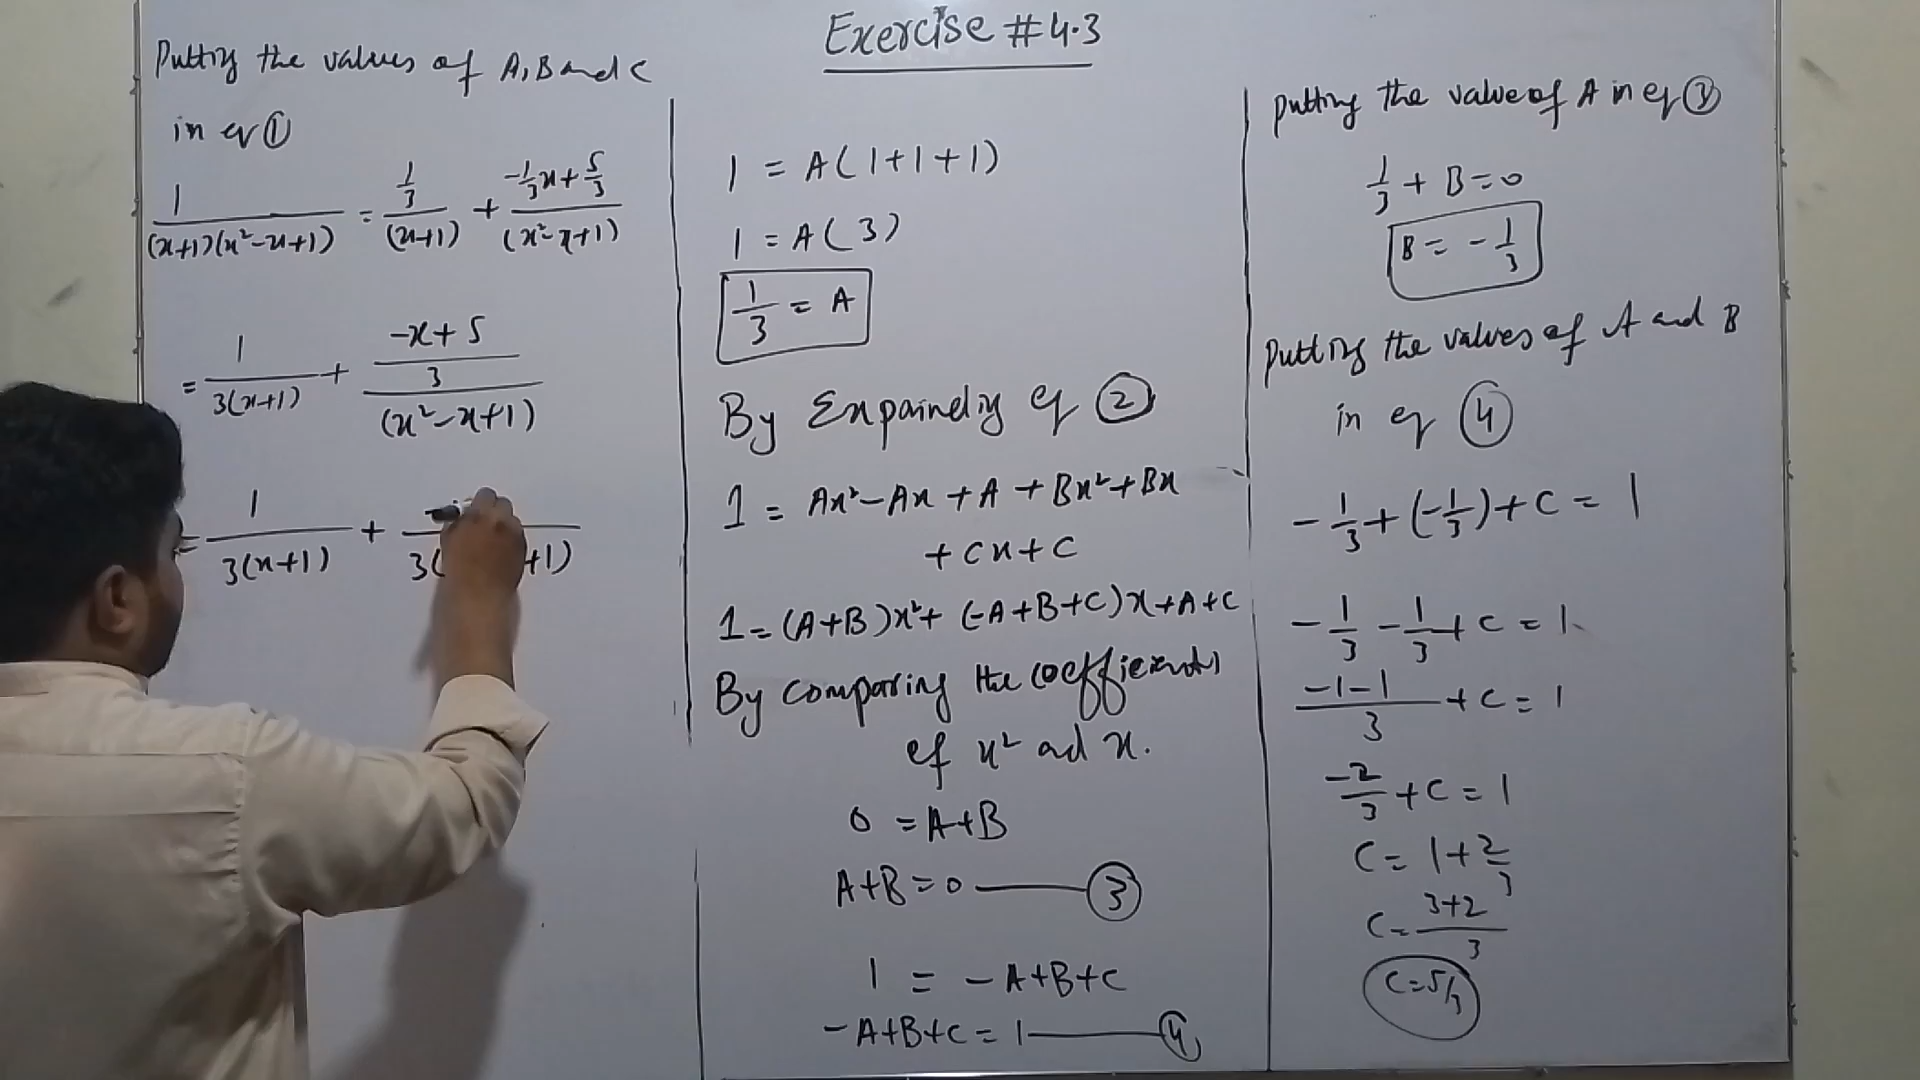 Exercise #4.3
Putting the values of A, B and C
in eq ①
1/((x+1)(x²-x+1)) = (1/3)/(x+1) + (-1/3x + 5/3)/(x²-x+1)
= 1/(3(x+1)) + ((-x+5)/3)/(x²-x+1)
= 1/(3(x+1)) + 3( +1)
1 = A(1+1+1)
1 = A(3)
1/3 = A
By Expainding eq ②
1 = Ax²-Ax+A+Bx²+Bx
+Cx+C
1=(A+B)x²+(-A+B+C)x+A+C
By comparing the coefficients
of x² ad x.
0 = A+B
A+B=0 — ③
1 = -A+B+C
-A+B+C=1 — ④
putting the value of A in eq ③
1/3 + B=0
B = -1/3
putting the values of A and B
in eq ④
-1/3+(-1/3)+C=1
-1/3-1/3+C=1
(-1-1)/3+C=1
-2/3+C=1
C=1+2/3
C=(3+2)/3
C=5/3